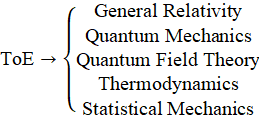 General Relativity
Quantum Mechanics
ToE → Quantum Field Theory
Thermodynamics
Statistical Mechanics